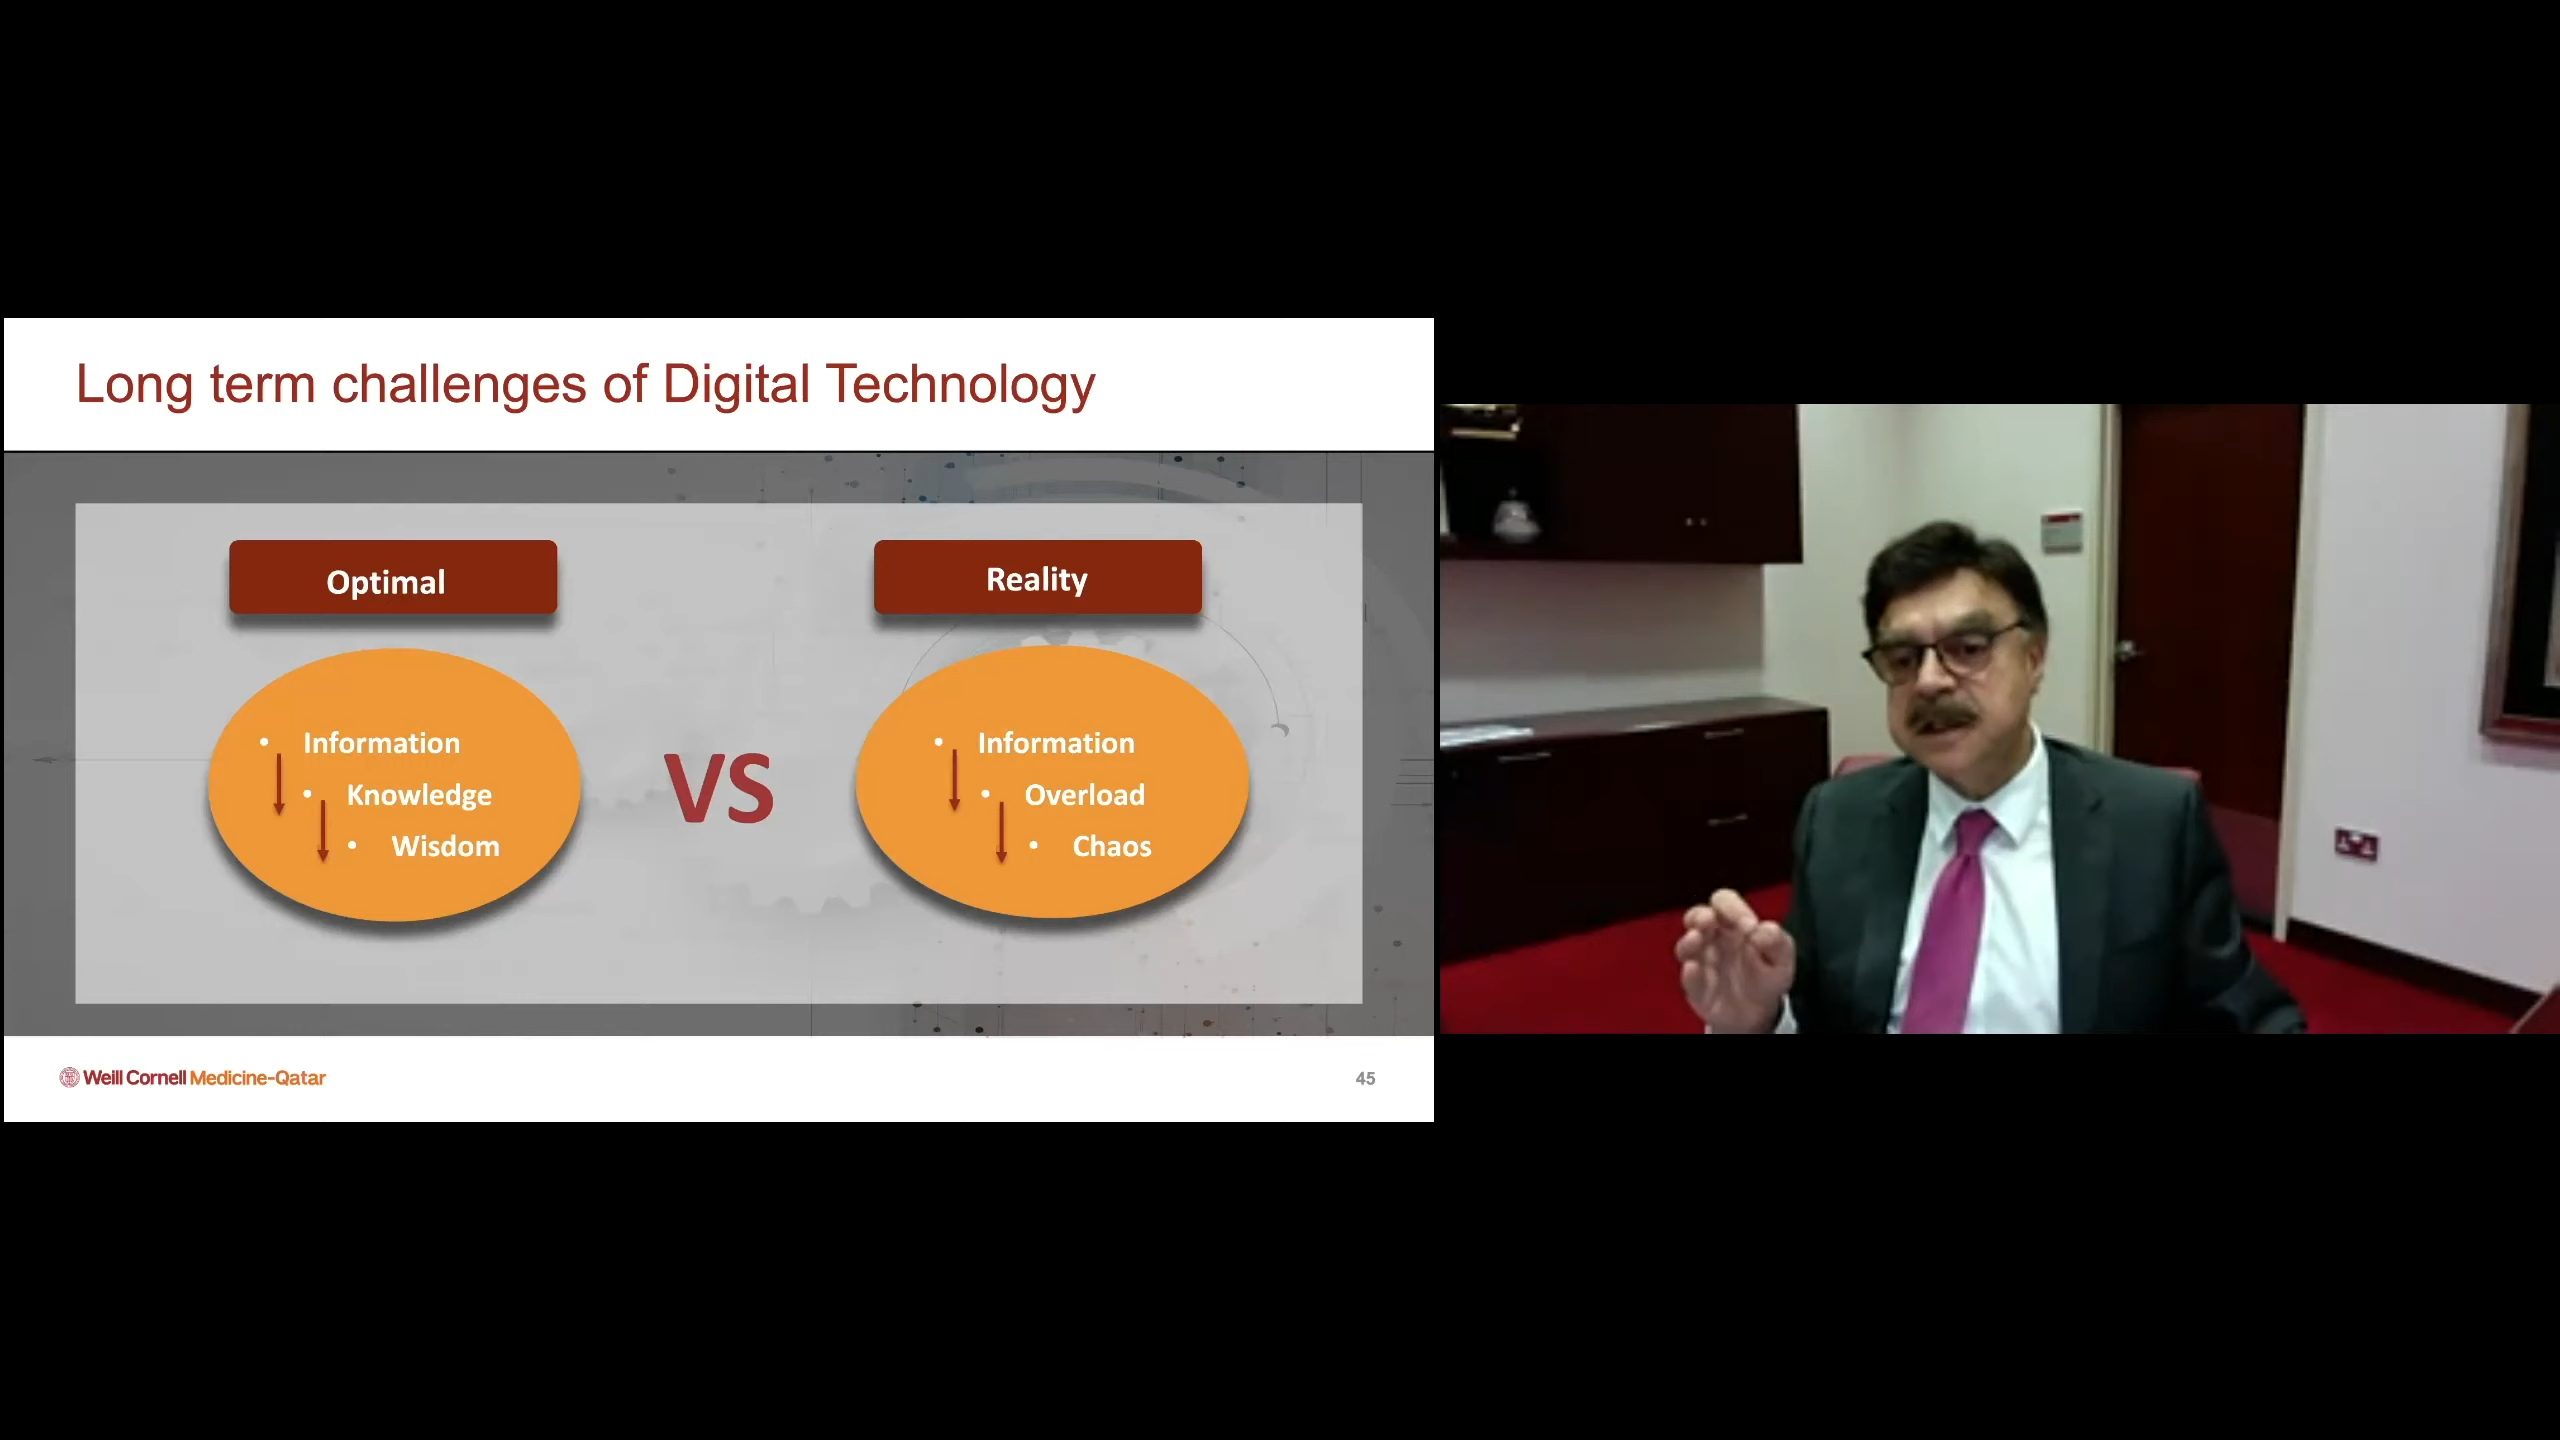 Long term challenges of Digital Technology
Optimal
Reality
• Information
• Knowledge
• Wisdom
VS
• Information
• Overload
• Chaos
Weill Cornell Medicine-Qatar
45